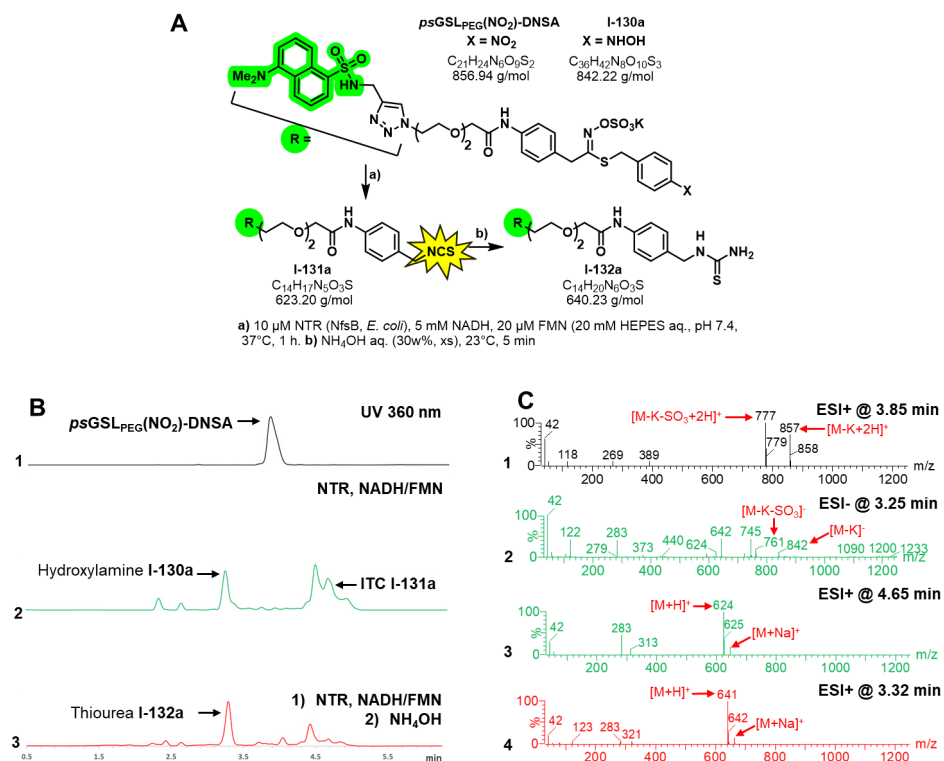 A
psGSLPEG(NO2)-DNSA
X = NO2
C21H24N6O9S2
856.94 g/mol
I-130a
X = NHOH
C36H42N8O10S3
842.22 g/mol
Me2N
O
O
S
HN
R =
N
N
N
O
2
O
H
N
N
OSO3K
S
X
a)
R
O
2
O
H
N
NCS
I-131a
C14H17N5O3S
623.20 g/mol
b)
R
O
2
O
H
N
H
N
NH2
S
I-132a
C14H20N6O3S
640.23 g/mol
a) 10 µM NTR (NfsB, E. coli), 5 mM NADH, 20 µM FMN (20 mM HEPES aq., pH 7.4,
37°C, 1 h. b) NH4OH aq. (30w%, xs), 23°C, 5 min
B
psGSLPEG(NO2)-DNSA
UV 360 nm
1
NTR, NADH/FMN
Hydroxylamine I-130a
ITC I-131a
2
Thiourea I-132a
1) NTR, NADH/FMN
2) NH4OH
3
0.5 1.5 2.5 3.5 4.5 5.5 min
C
[M-K-SO3+2H]+
777
ESI+ @ 3.85 min
100
%
42
857
[M-K+2H]+
118 269 389
779
858
1
200 400 600 800 1000 1200 m/z
ESI- @ 3.25 min
[M-K-SO3]-
42
100
%
122
283
279
373
440
624
642
745
761
842
[M-K]-
1090 1200 1233
2
200 400 600 800 1000 1200 m/z
ESI+ @ 4.65 min
[M+H]+
624
100
%
42
283
313
625
[M+Na]+
3
200 400 600 800 1000 1200 m/z
ESI+ @ 3.32 min
[M+H]+
641
100
%
42
123
283
321
642
[M+Na]+
4
200 400 600 800 1000 1200 m/z